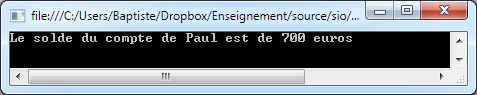 file:///C:/Users/Baptiste/Dropbox/Enseignement/source/sio/...
Le solde du compte de Paul est de 700 euros